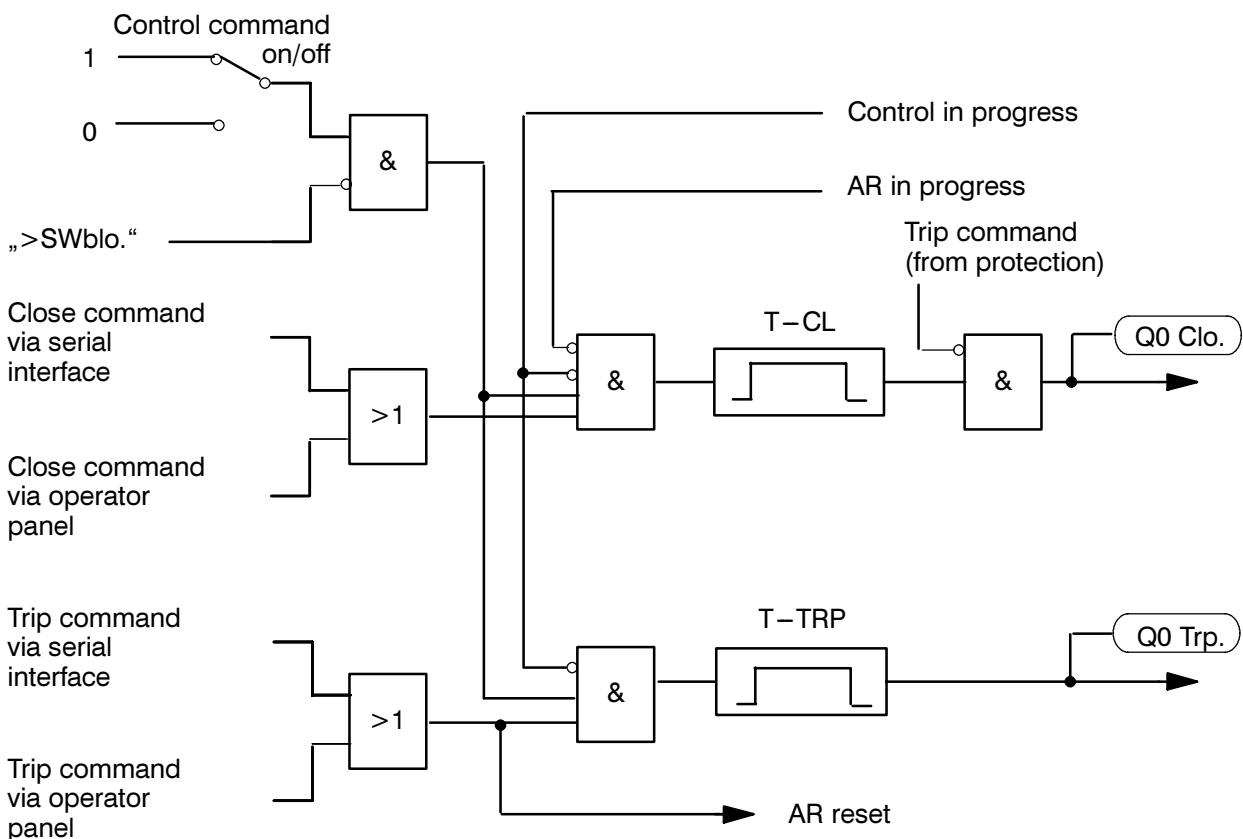 Control command
on/off
1
0
&
„>SWblo.“
Control in progress
AR in progress
Trip command
(from protection)
Close command
via serial
interface
>1
Close command
via operator
panel
&
T–CL
&
Q0 Clo.
Trip command
via serial
interface
>1
Trip command
via operator
panel
&
T–TRP
Q0 Trp.
AR reset